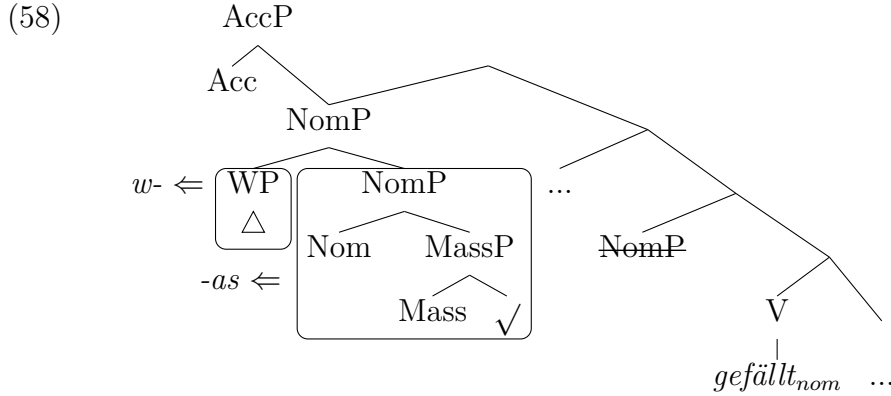 (58)
AccP
Acc
NomP
w- ⇐ WP NomP ...
△
Nom MassP NomP
-as ⇐
Mass √
V
gefällt_nom ...